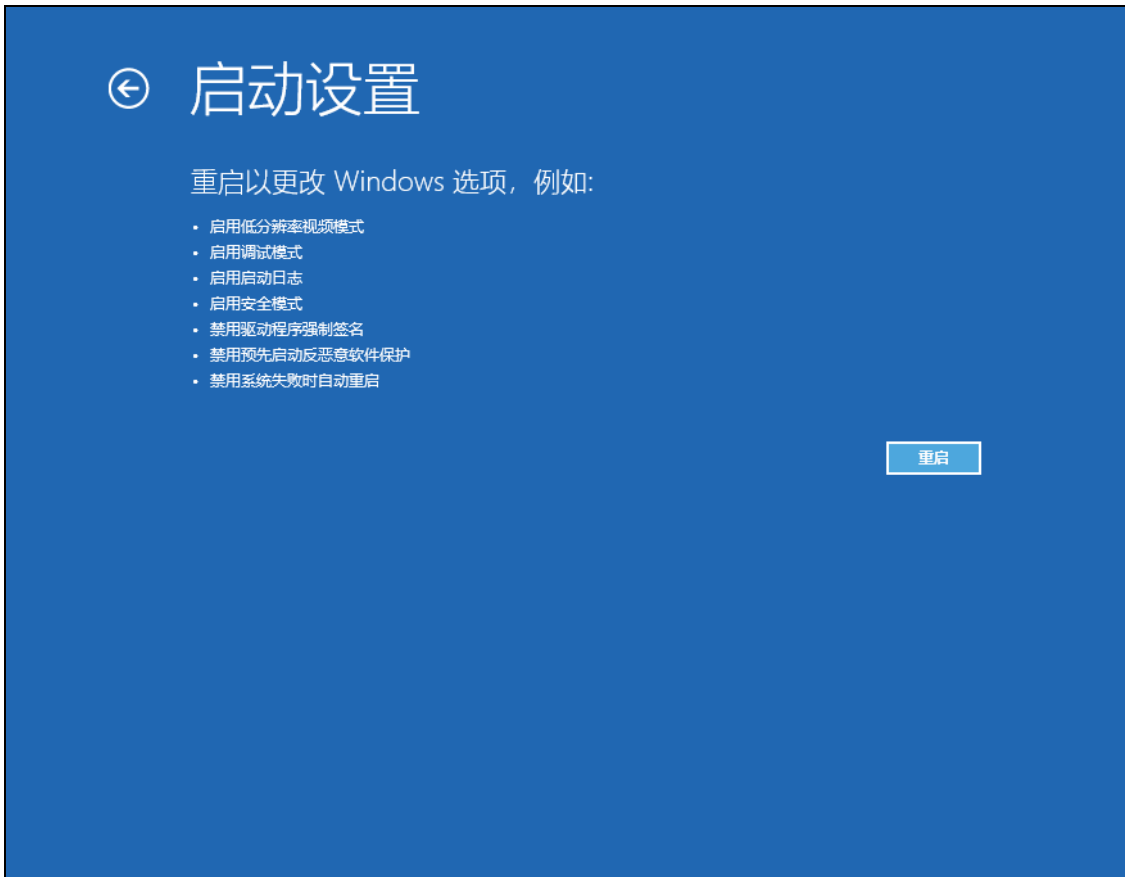 启动设置
重启以更改 Windows 选项，例如:
• 启用低分辨率视频模式
• 启用调试模式
• 启用启动日志
• 启用安全模式
• 禁用驱动程序强制签名
• 禁用预先启动反恶意软件保护
• 禁用系统失败时自动重启
重启